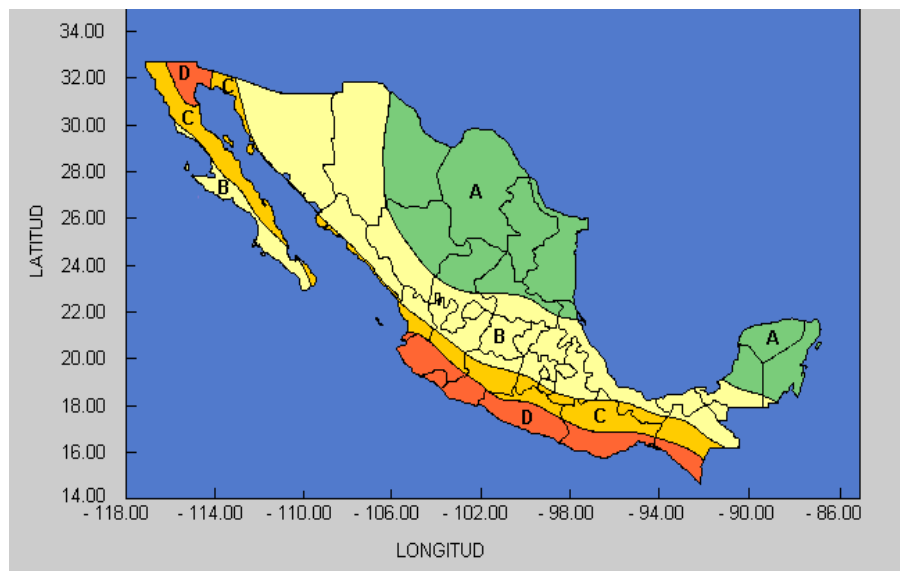 34.00
32.00
30.00
28.00
26.00
24.00
22.00
20.00
18.00
16.00
14.00
LATITUD
D
C
C
B
A
B
A
C
D
- 118.00 - 114.00 - 110.00 - 106.00 - 102.00 - 98.00 - 94.00 - 90.00 - 86.00
LONGITUD